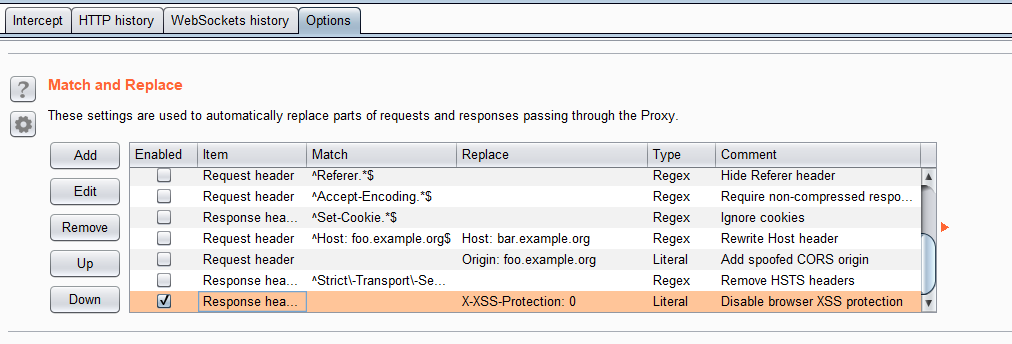 Intercept HTTP history WebSockets history Options
? Match and Replace
These settings are used to automatically replace parts of requests and responses passing through the Proxy.
Add Enabled Item Match Replace Type Comment
Request header ^Referer.*$ Regex Hide Referer header
Edit Request header ^Accept-Encoding.*$ Regex Require non-compressed respo...
Response hea... ^Set-Cookie.*$ Regex Ignore cookies
Remove Request header ^Host: foo.example.org$ Host: bar.example.org Regex Rewrite Host header
Up Request header Origin: foo.example.org Literal Add spoofed CORS origin
Response hea... ^Strict\-Transport\-Se... Regex Remove HSTS headers
Down Response hea... X-XSS-Protection: 0 Literal Disable browser XSS protection